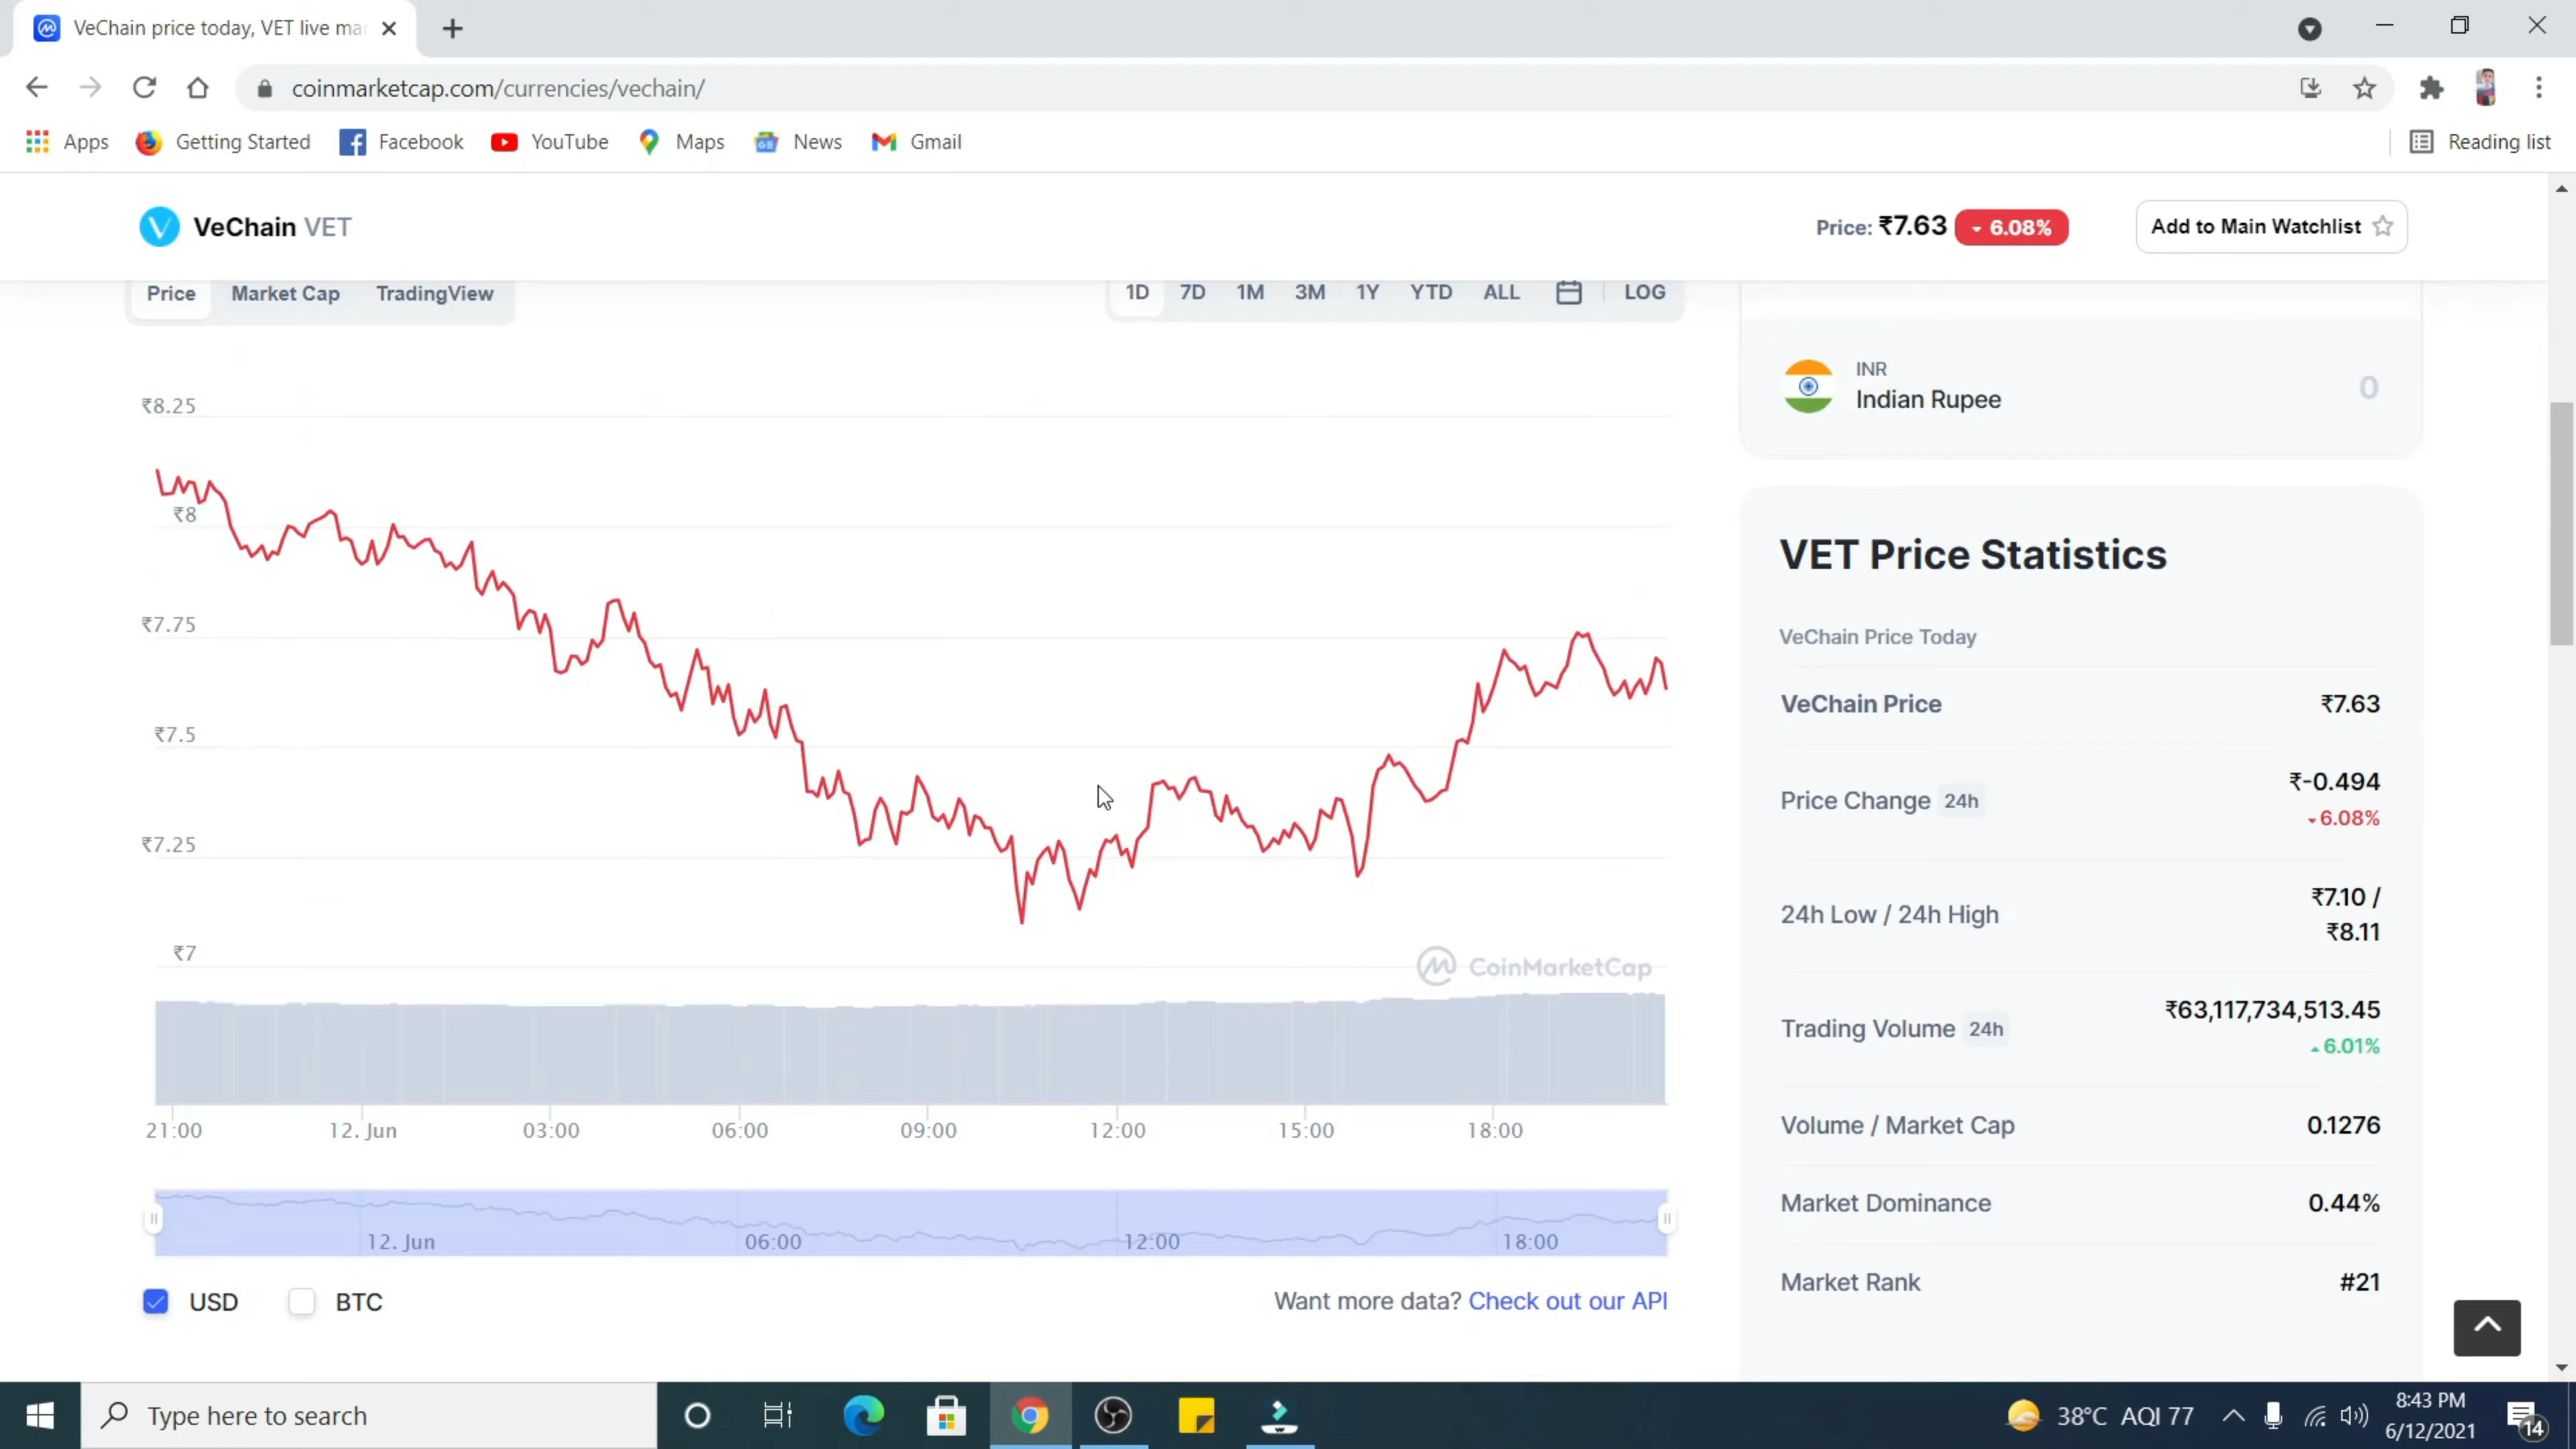 VeChain price today, VET live ma
coinmarketcap.com/currencies/vechain/
Apps Getting Started Facebook YouTube Maps News Gmail Reading list
VeChain VET Price: ₹7.63 6.08% Add to Main Watchlist
Price Market Cap TradingView 1D 7D 1M 3M 1Y YTD ALL LOG
INR
Indian Rupee 0
₹8.25
₹8
₹7.75
₹7.5
₹7.25
₹7
CoinMarketCap
21:00 12. Jun 03:00 06:00 09:00 12:00 15:00 18:00
12. Jun 06:00 12:00 18:00
USD BTC Want more data? Check out our API
VET Price Statistics
VeChain Price Today
VeChain Price ₹7.63
Price Change 24h ₹-0.494
6.08%
24h Low / 24h High ₹7.10 /
₹8.11
Trading Volume 24h ₹63,117,734,513.45
6.01%
Volume / Market Cap 0.1276
Market Dominance 0.44%
Market Rank #21
Type here to search 38°C AQI 77 8:43 PM
6/12/2021 14